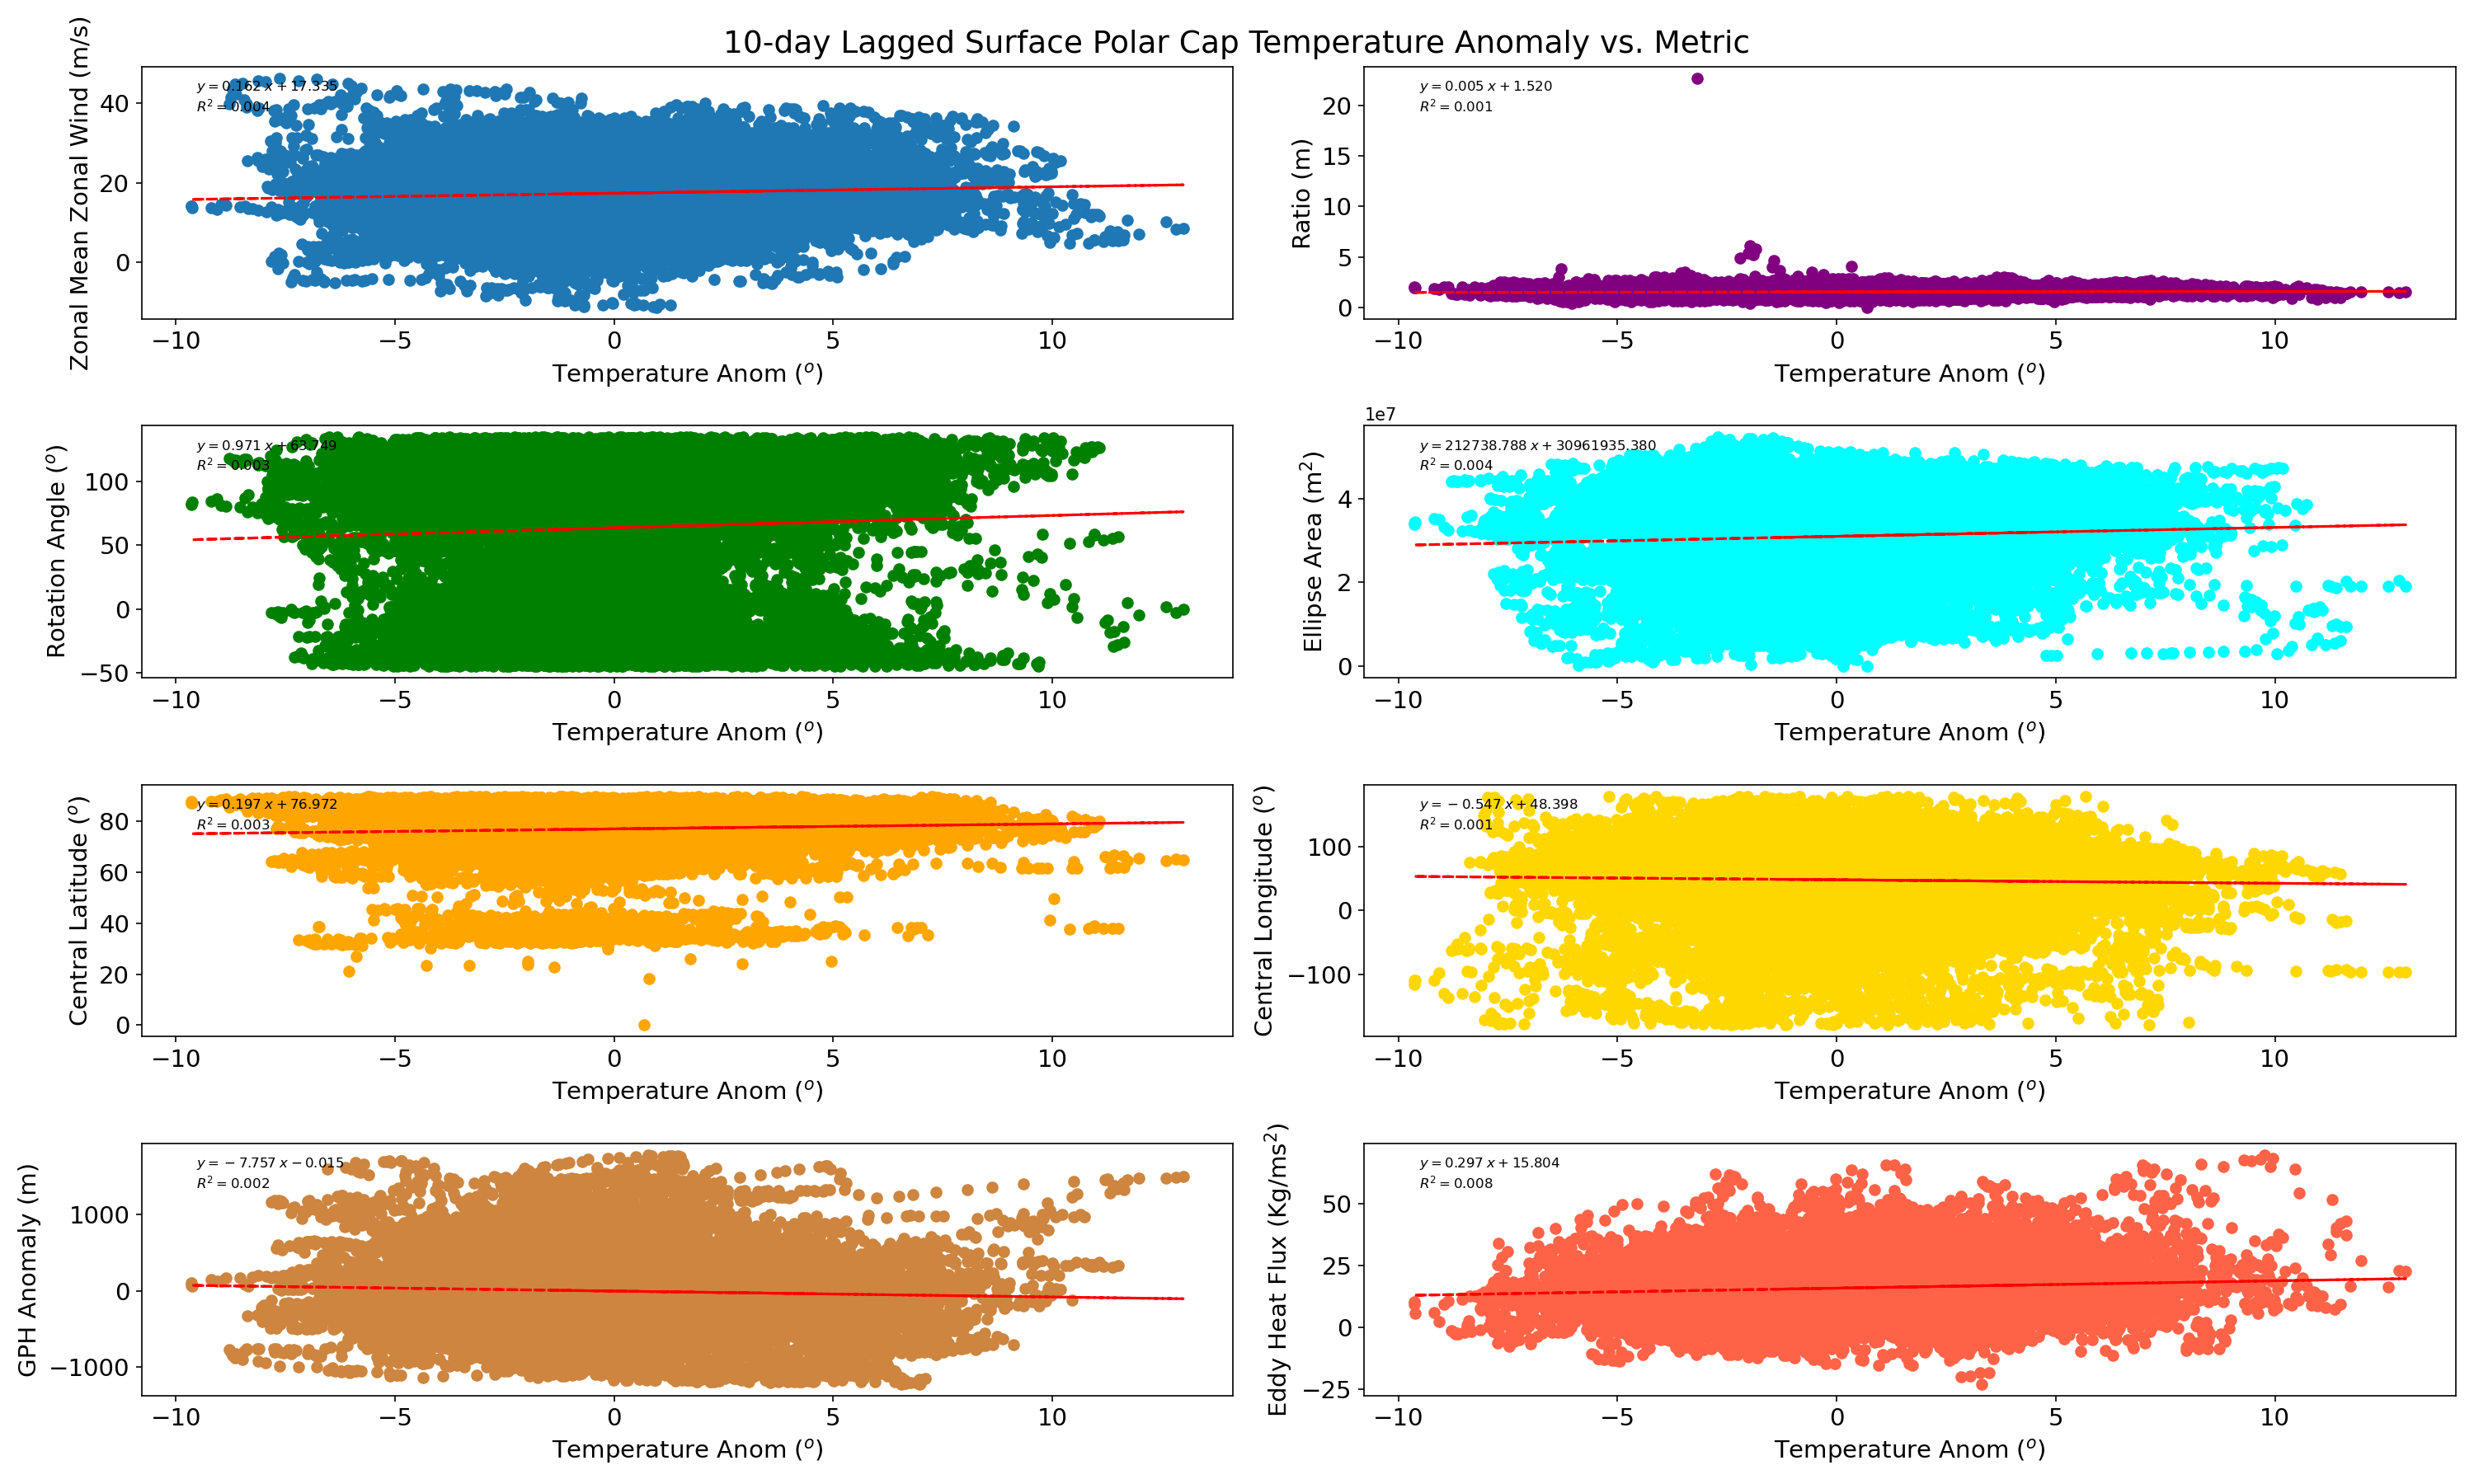 10-day Lagged Surface Polar Cap Temperature Anomaly vs. Metric
Zonal Mean Zonal Wind (m/s)
40
20
0
y = 0.162 x + 17.335
R² = 0.004
−10 −5 0 5 10
Temperature Anom (°)
Ratio (m)
20
15
10
5
0
y = 0.005 x + 1.520
R² = 0.001
−10 −5 0 5 10
Temperature Anom (°)
Rotation Angle (°)
100
50
0
−50
y = 0.971 x + 63.749
R² = 0.003
−10 −5 0 5 10
Temperature Anom (°)
1e7
Ellipse Area (m²)
4
2
0
y = 212738.788 x + 30961935.380
R² = 0.004
−10 −5 0 5 10
Temperature Anom (°)
Central Latitude (°)
80
60
40
20
0
y = 0.197 x + 76.972
R² = 0.003
−10 −5 0 5 10
Temperature Anom (°)
Central Longitude (°)
100
0
−100
y = − 0.547 x + 48.398
R² = 0.001
−10 −5 0 5 10
Temperature Anom (°)
GPH Anomaly (m)
1000
0
−1000
y = − 7.757 x − 0.015
R² = 0.002
−10 −5 0 5 10
Temperature Anom (°)
Eddy Heat Flux (Kg/ms²)
50
25
0
−25
y = 0.297 x + 15.804
R² = 0.008
−10 −5 0 5 10
Temperature Anom (°)